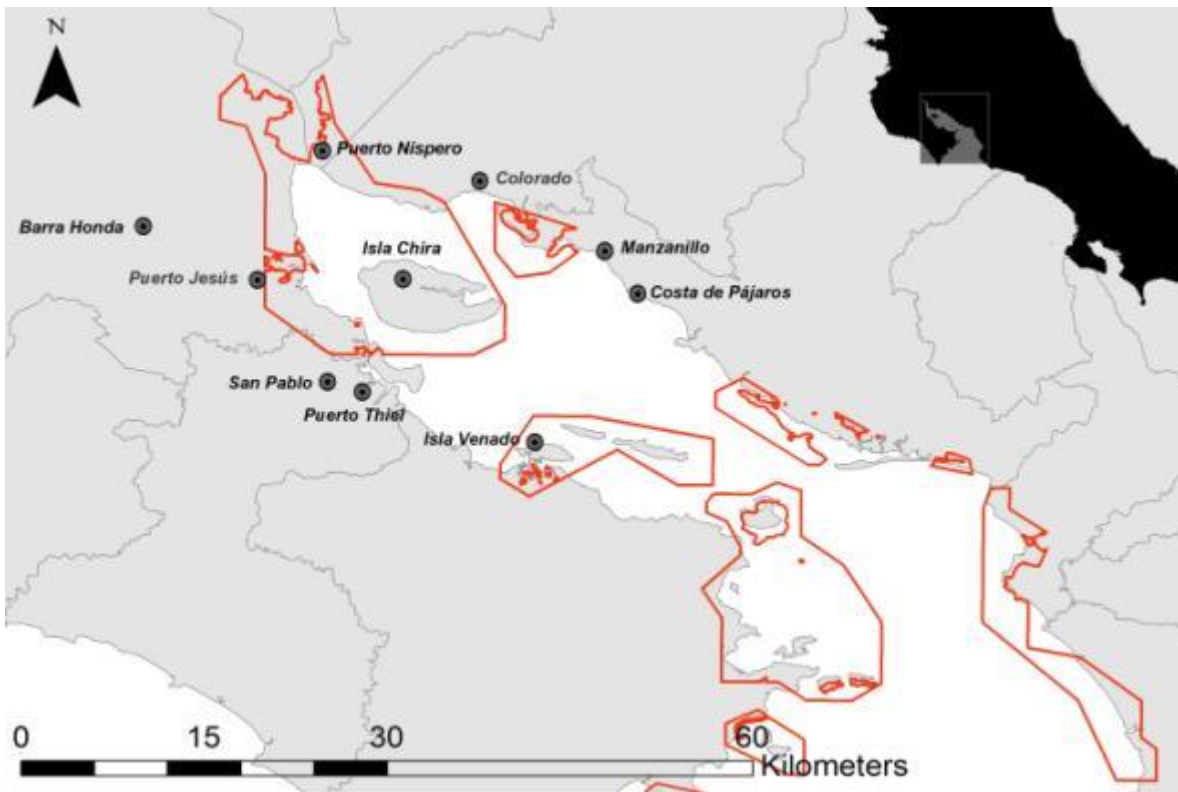 N
Puerto Níspero
Colorado
Barra Honda
Isla Chira
Manzanillo
Puerto Jesús
Costa de Pájaros
San Pablo
Puerto Thiel
Isla Venado
0 15 30 60
Kilometers